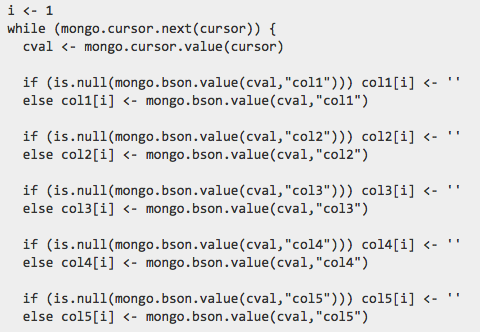 i <- 1
while (mongo.cursor.next(cursor)) {
  cval <- mongo.cursor.value(cursor)

  if (is.null(mongo.bson.value(cval,"col1"))) col1[i] <- ''
  else col1[i] <- mongo.bson.value(cval,"col1")

  if (is.null(mongo.bson.value(cval,"col2"))) col2[i] <- ''
  else col2[i] <- mongo.bson.value(cval,"col2")

  if (is.null(mongo.bson.value(cval,"col3"))) col3[i] <- ''
  else col3[i] <- mongo.bson.value(cval,"col3")

  if (is.null(mongo.bson.value(cval,"col4"))) col4[i] <- ''
  else col4[i] <- mongo.bson.value(cval,"col4")

  if (is.null(mongo.bson.value(cval,"col5"))) col5[i] <- ''
  else col5[i] <- mongo.bson.value(cval,"col5")